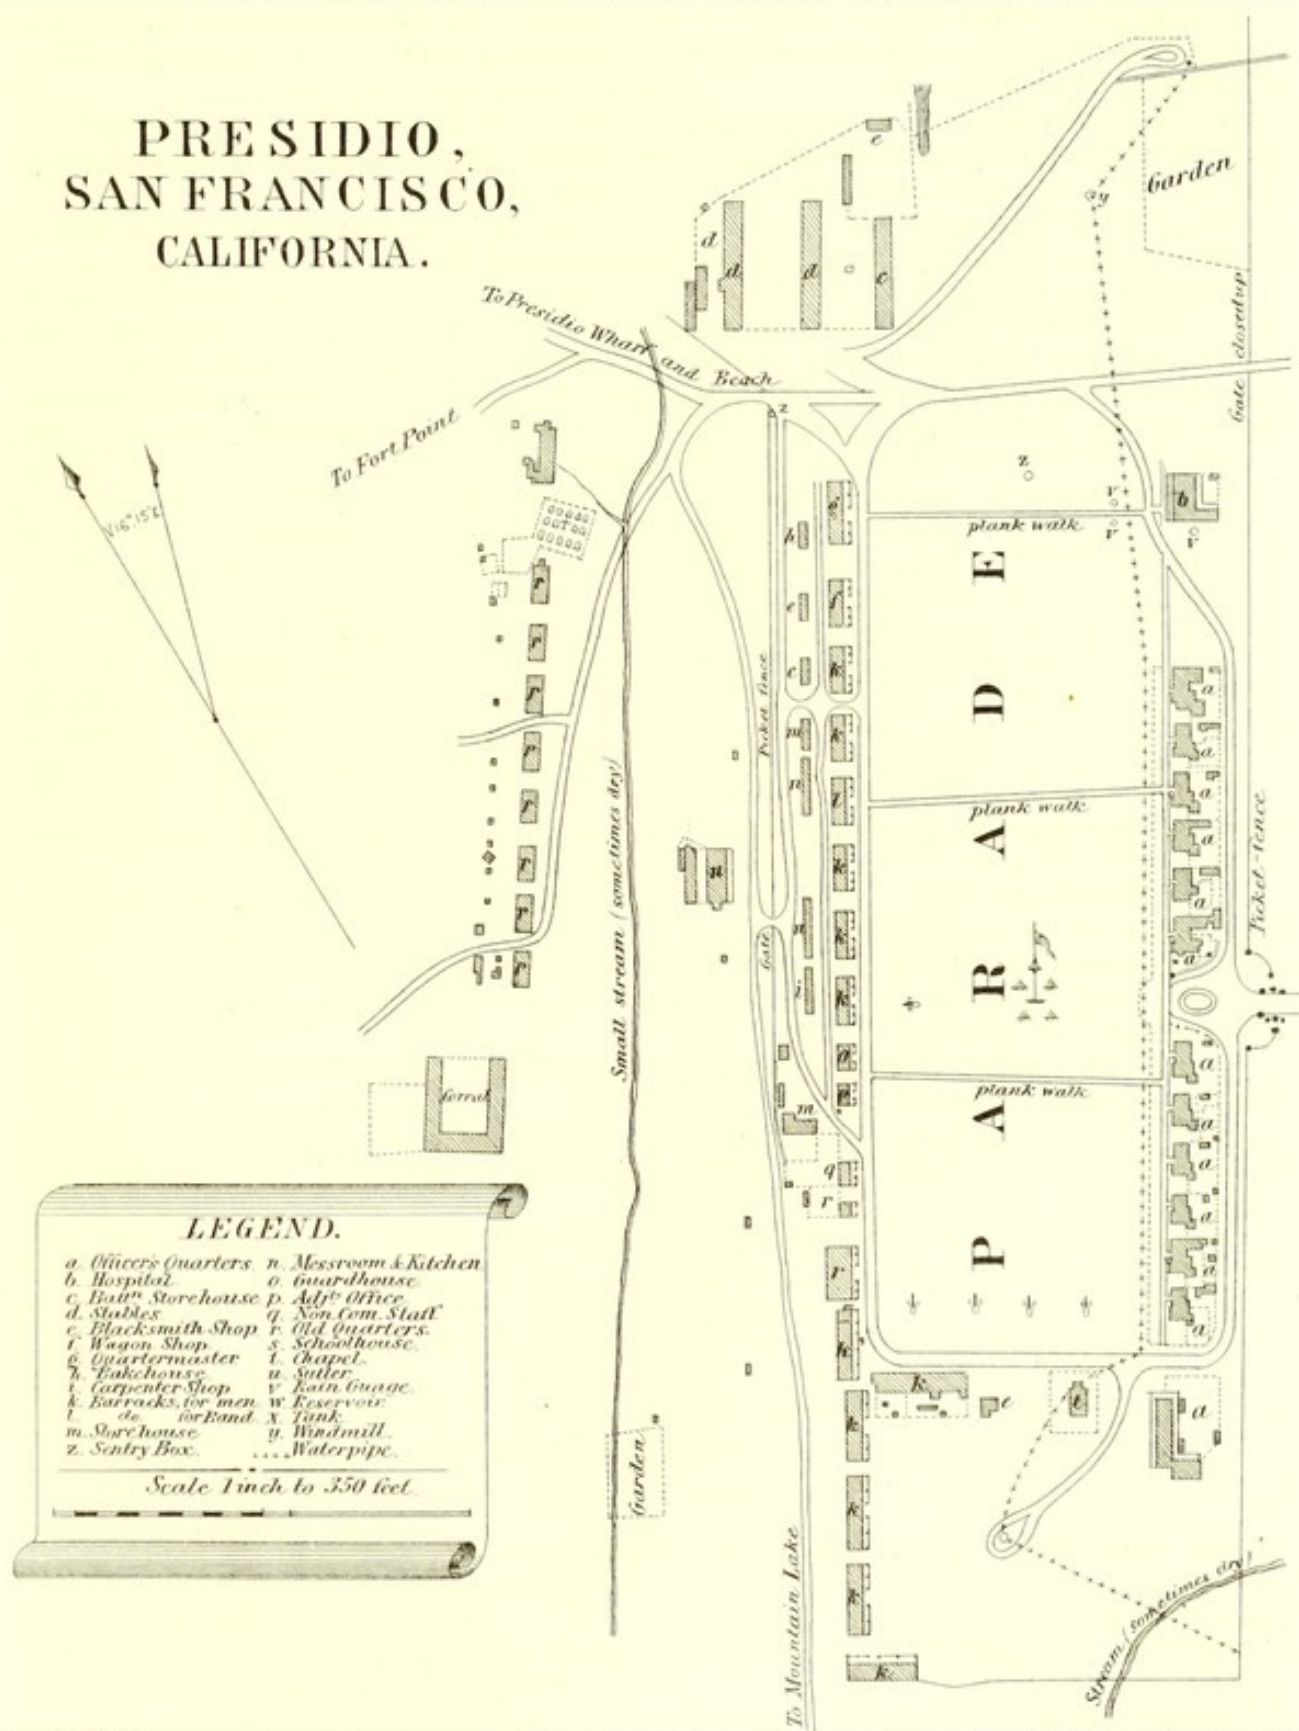 PRESIDIO,
SAN FRANCISCO,
CALIFORNIA.
To Presidio Wharf and Beach
To Fort Point
V16°.15'E
Garden
Gate closed up
y
e
d
d
d
c
z
z
b
v
v
v
plank walk
plank walk
plank walk
PARADE
h
e
c
m
n
n
f
k
k
l
k
k
k
o
m
q
r
r
k
k
k
k
k
k
e
t
a
a
a
a
a
a
a
a
a
a
a
a
a
a
r
r
r
r
r
r
r
r
r
Picket fence
Picket-fence
Gate
Small stream (sometimes dry)
Corral
Garden
To Mountain Lake
Stream (sometimes dry)
LEGEND.
a. Officer's Quarters. n. Messroom & Kitchen
b. Hospital. o. Guardhouse
c. Batt'n Storehouse p. Adjts Office
d. Stables q. Non Com. Staff
e. Blacksmith Shop r. Old Quarters.
f. Wagon Shop s. Schoolhouse.
g. Quartermaster t. Chapel.
h. Bakehouse u. Sutler
i. Carpenter Shop v. Rain Guage.
k. Barracks, for men w. Reservoir
l. do for Band. x. Tank
m. Storehouse y. Windmill.
z. Sentry Box. ....Waterpipe.
Scale 1 inch to 350 feet